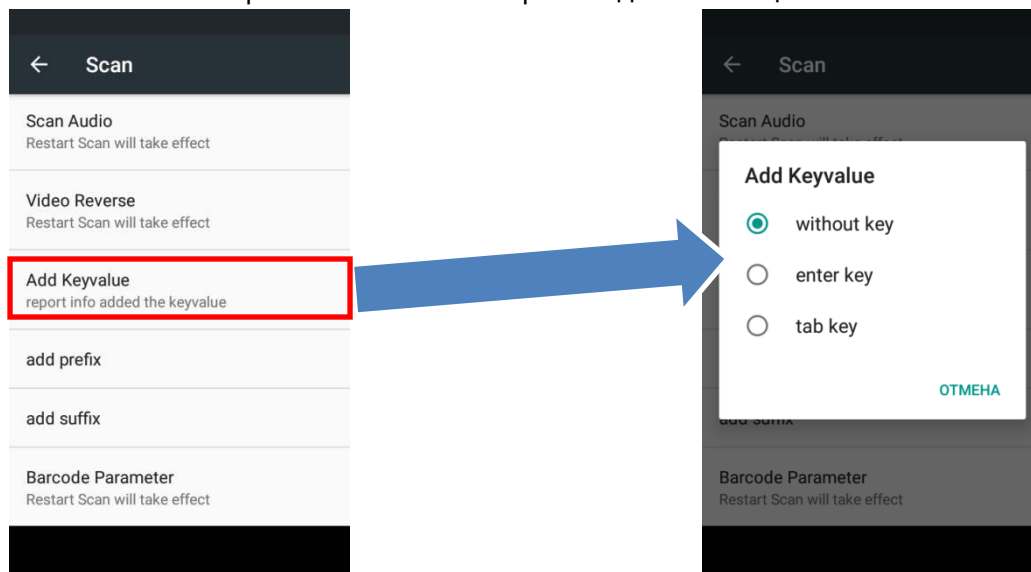 Scan
Scan Audio
Restart Scan will take effect
Video Reverse
Restart Scan will take effect
Add Keyvalue
report info added the keyvalue
add prefix
add suffix
Barcode Parameter
Restart Scan will take effect
Scan
Scan Audio
Add Keyvalue
without key
enter key
tab key
ОТМЕНА
Barcode Parameter
Restart Scan will take effect